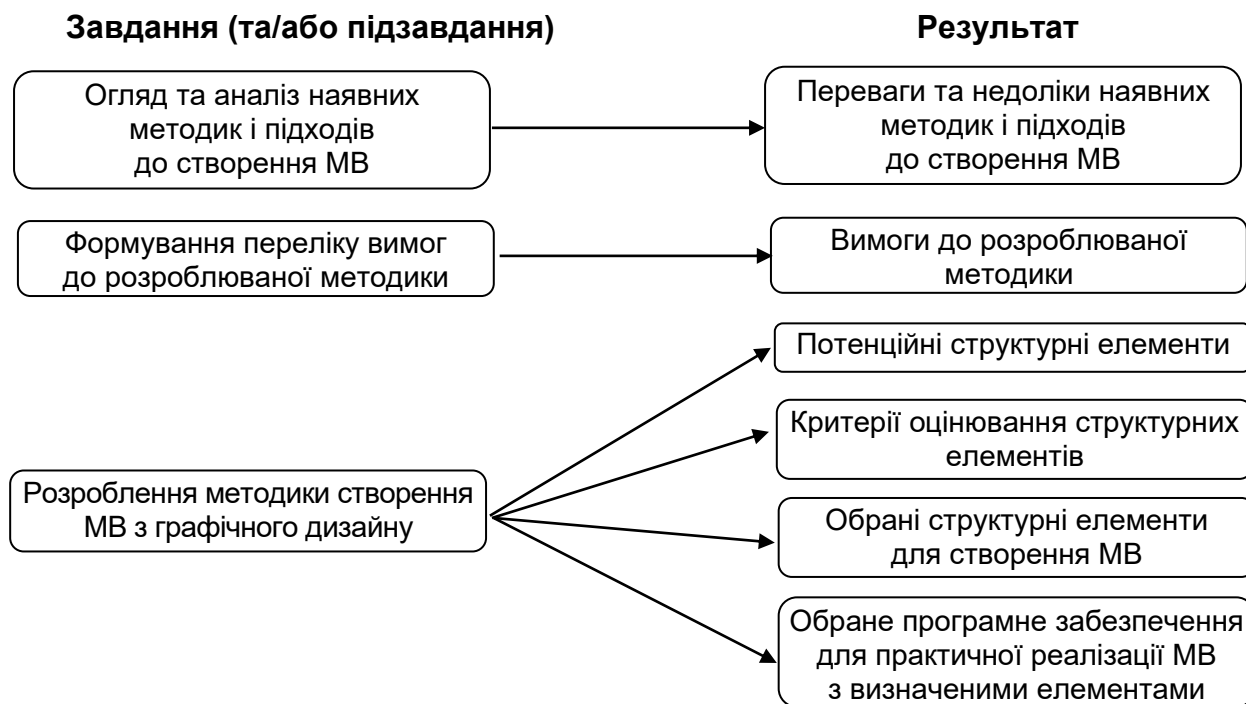 Завдання (та/або підзавдання)
Результат
Огляд та аналіз наявних
методик і підходів
до створення МВ
Переваги та недоліки наявних
методик і підходів
до створення МВ
Формування переліку вимог
до розроблюваної методики
Вимоги до розроблюваної
методики
Розроблення методики створення
МВ з графічного дизайну
Потенційні структурні елементи
Критерії оцінювання структурних
елементів
Обрані структурні елементи
для створення МВ
Обране програмне забезпечення
для практичної реалізації МВ
з визначеними елементами